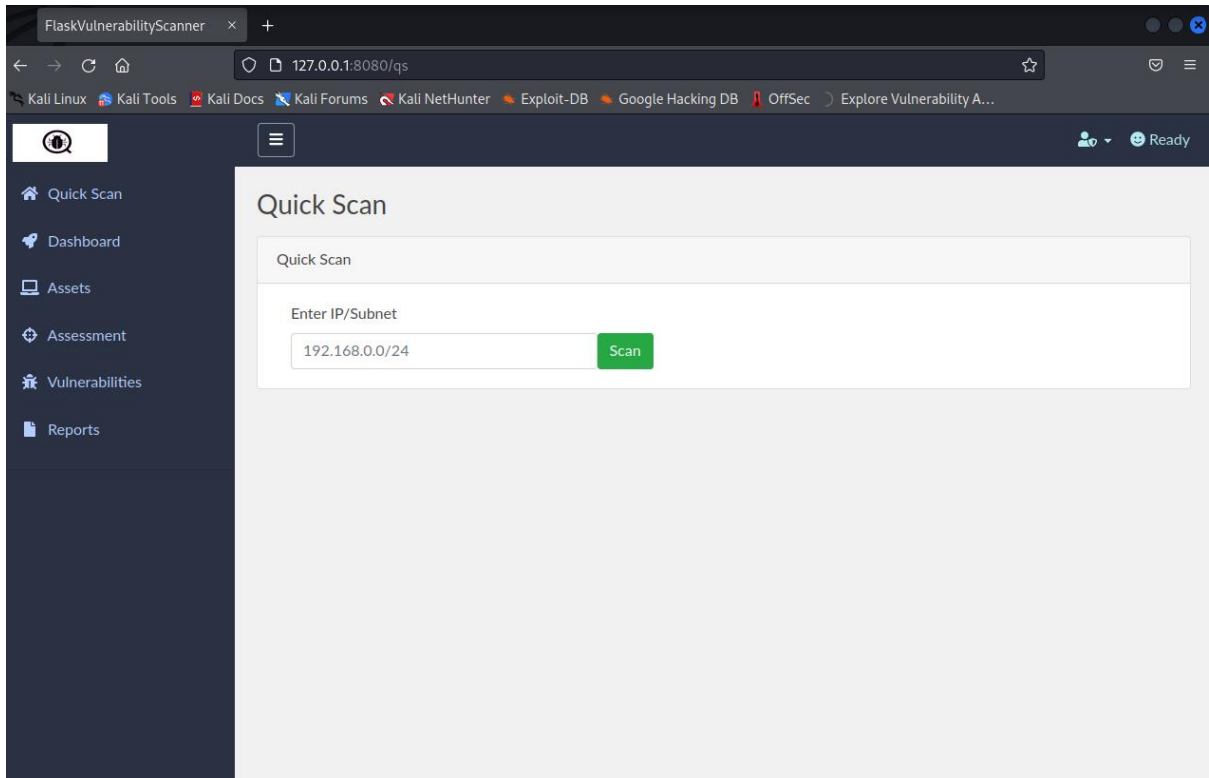 FlaskVulnerabilityScanner
127.0.0.1:8080/qs
Kali Linux Kali Tools Kali Docs Kali Forums Kali NetHunter Exploit-DB Google Hacking DB OffSec Explore Vulnerability A...
Ready
Quick Scan
Dashboard
Assets
Assessment
Vulnerabilities
Reports
Quick Scan
Quick Scan
Enter IP/Subnet
192.168.0.0/24 Scan